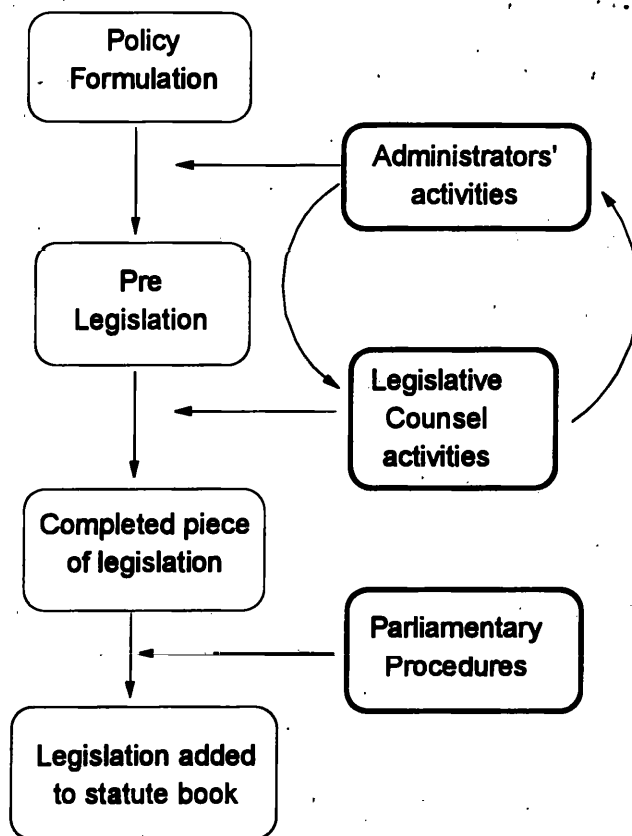 Policy
Formulation
Administrators'
activities
Pre
Legislation
Legislative
Counsel
activities
Completed piece
of legislation
Parliamentary
Procedures
Legislation added
to statute book